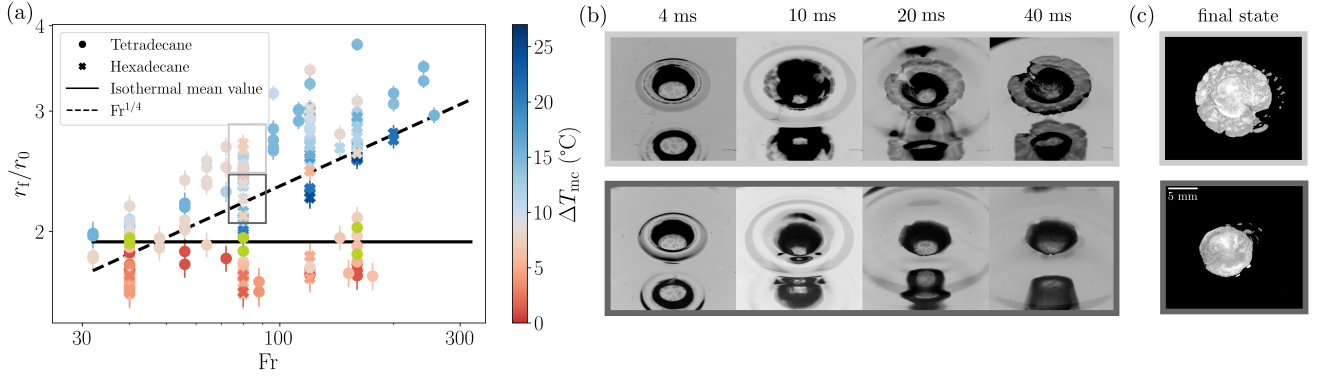 (a)
4
3
2
r_f/r_0
Tetradecane
Hexadecane
Isothermal mean value
Fr^{1/4}
30
100
300
Fr
25
20
15
10
5
0
ΔT_mc (°C)
(b)
4 ms
10 ms
20 ms
40 ms
(c)
final state
5 mm